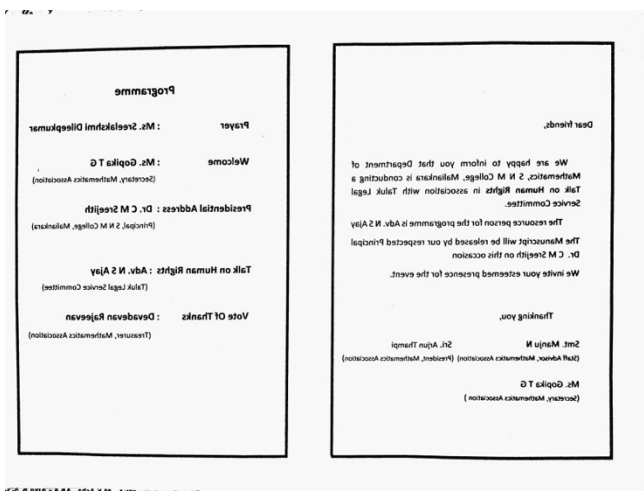 Dear friends,
We are happy to inform you that Department of
Mathematics, S N M College, Maliankara is conducting a
Talk on Human Rights in association with Taluk Legal
Service Committee.
The resource person for the programme is Adv. N S Ajay
The Manuscript will be released by our respected Principal
Dr. C M Sreejith on this occasion
We invite your esteemed presence for the event.
Thanking you,
Smt. Manju N Sri. Arjun Thampi
(Staff Advisor, Mathematics Association) (President, Mathematics Association)
Ms. Gopika G T
(Secretary, Mathematics Association )
Programme
Prayer : Ms. Sreelakshmi Dileepkumar
Welcome : Ms. Gopika T G
(Secretary, Mathematics Association)
Presidential Address : Dr. C M Sreejith
(Principal, S N M College, Maliankara)
Talk on Human Rights : Adv. N S Ajay
(Taluk Legal Service Committee)
Vote Of Thanks : Devadevan Rajeevan
(Treasurer, Mathematics Association)